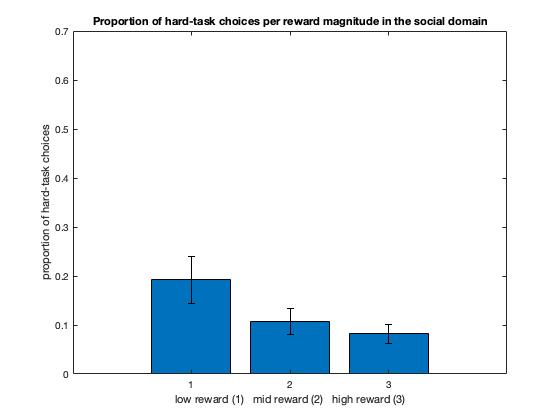 Proportion of hard-task choices per reward magnitude in the social domain
0.7
0.6
0.5
0.4
0.3
0.2
0.1
0
proportion of hard-task choices
1 2 3
low reward (1) mid reward (2) high reward (3)